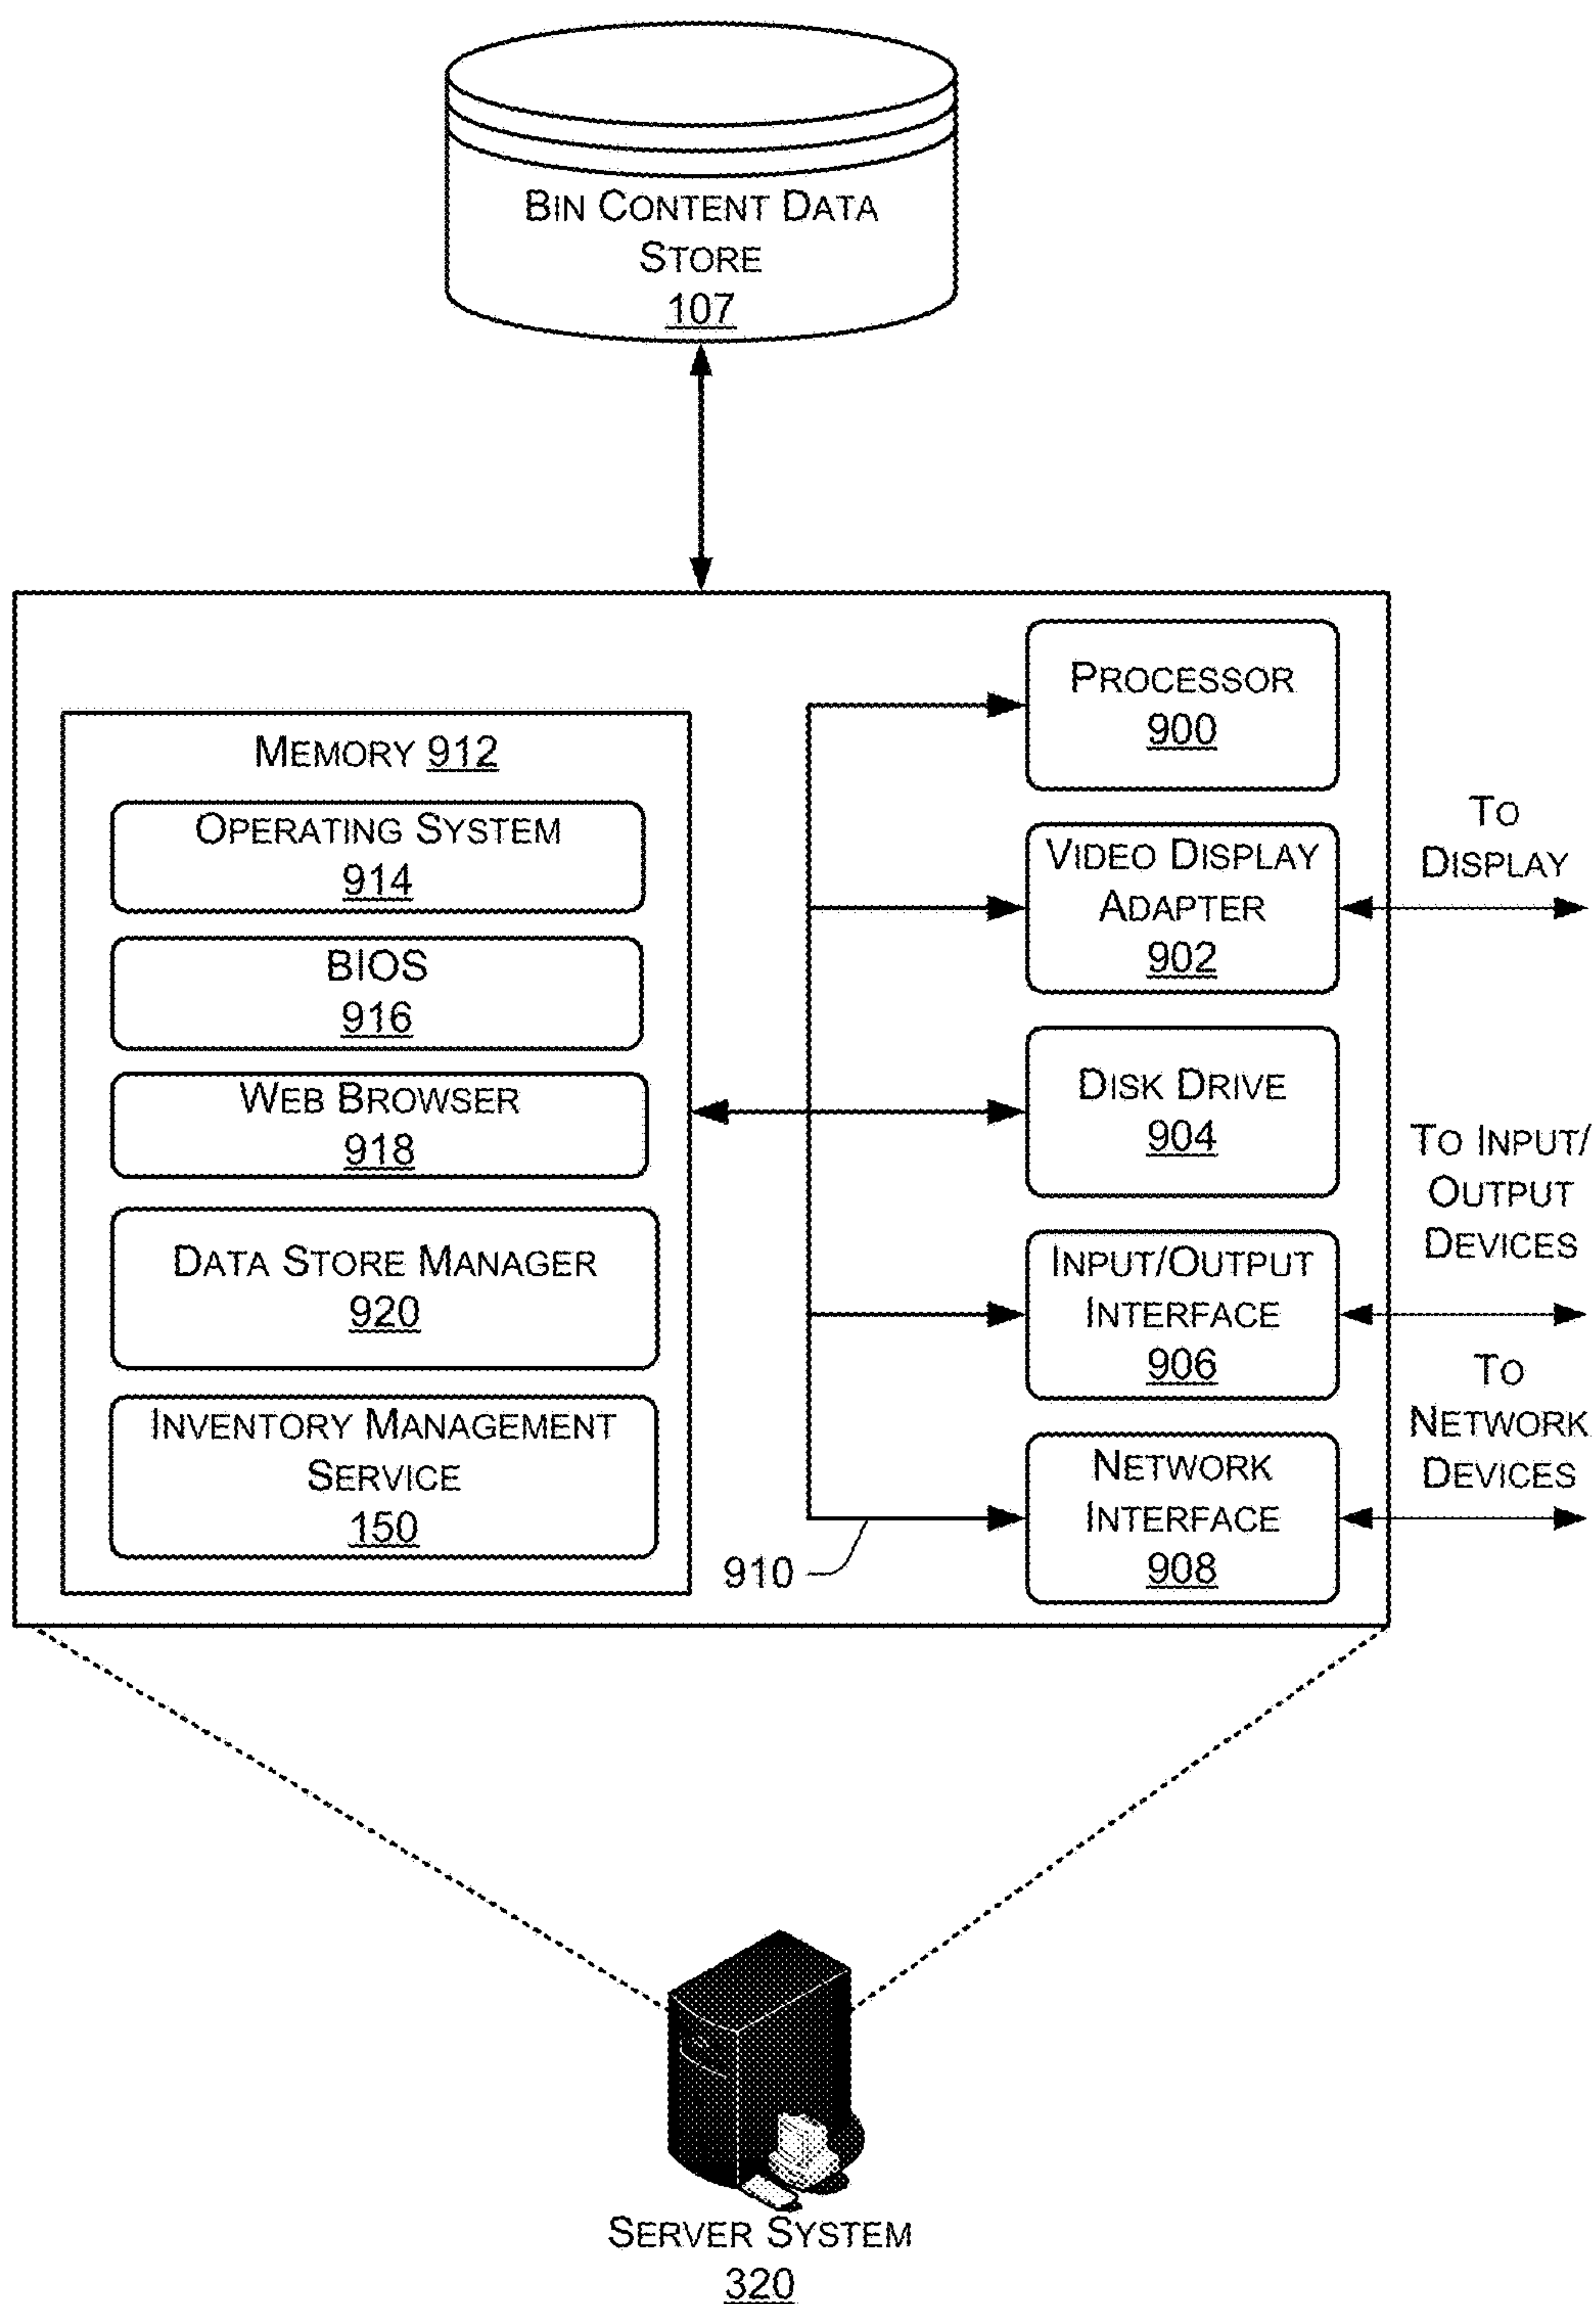 BIN CONTENT DATA
STORE
107
MEMORY 912
OPERATING SYSTEM
914
BIOS
916
WEB BROWSER
918
DATA STORE MANAGER
920
INVENTORY MANAGEMENT
SERVICE
150
910
PROCESSOR
900
VIDEO DISPLAY
ADAPTER
902
DISK DRIVE
904
INPUT/OUTPUT
INTERFACE
906
NETWORK
INTERFACE
908
TO
DISPLAY
TO INPUT/
OUTPUT
DEVICES
TO
NETWORK
DEVICES
SERVER SYSTEM
320